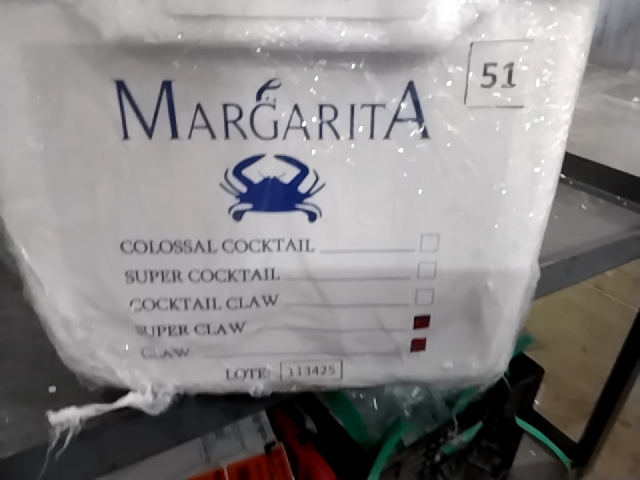 51
MARGARITA
COLOSSAL COCKTAIL
SUPER COCKTAIL
COCKTAIL CLAW
SUPER CLAW
CLAW
LOTE: 113425